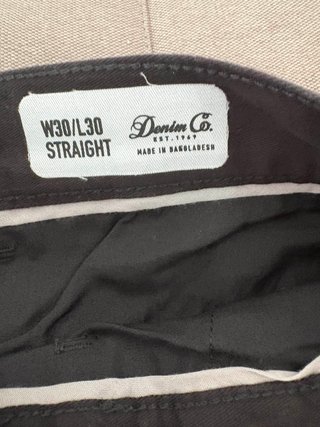 W30/L30
STRAIGHT
Denim Co.
EST.1969
MADE IN BANGLADESH